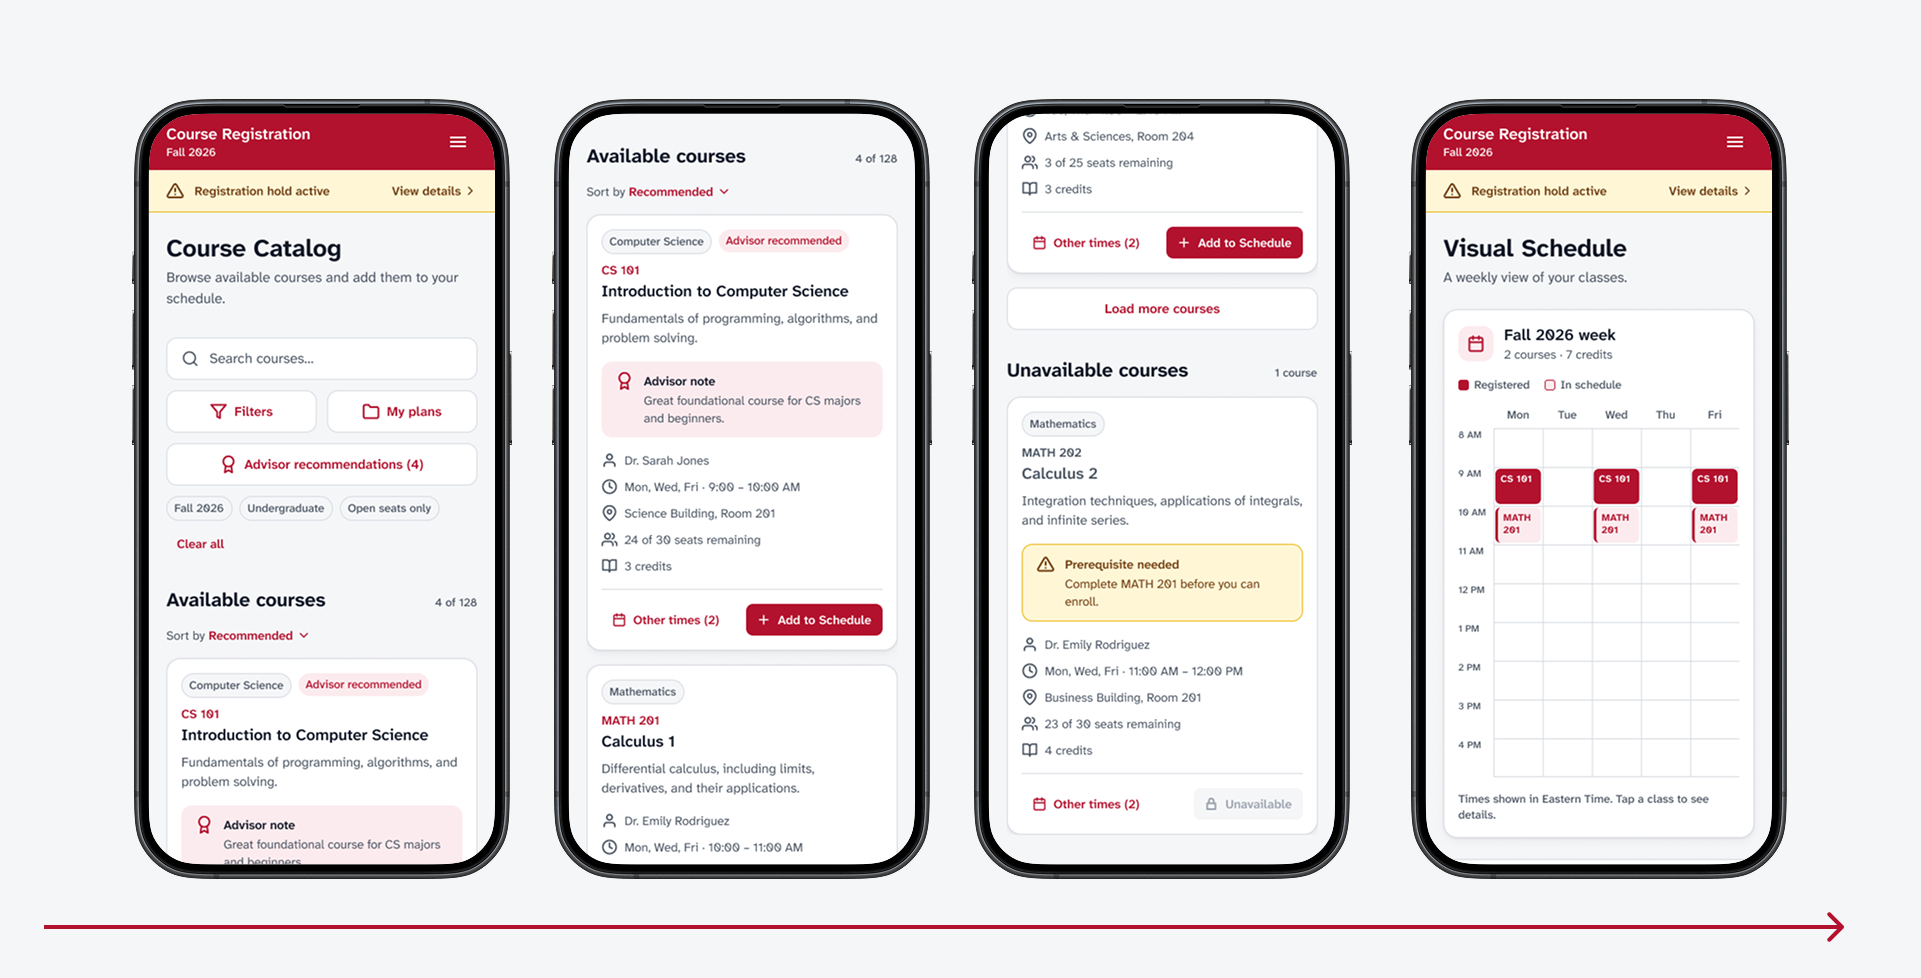 Course Registration
Fall 2026
Registration hold active
View details
Course Catalog
Browse available courses and add them to your
schedule.
Search courses...
Filters
My plans
Advisor recommendations (4)
Fall 2026
Undergraduate
Open seats only
Clear all
Available courses
4 of 128
Sort by Recommended
Computer Science
Advisor recommended
CS 101
Introduction to Computer Science
Fundamentals of programming, algorithms, and
problem solving.
Advisor note
Great foundational course for CS majors
and beginners.
Available courses
4 of 128
Sort by Recommended
Computer Science
Advisor recommended
CS 101
Introduction to Computer Science
Fundamentals of programming, algorithms, and
problem solving.
Advisor note
Great foundational course for CS majors
and beginners.
Dr. Sarah Jones
Mon, Wed, Fri · 9:00 – 10:00 AM
Science Building, Room 201
24 of 30 seats remaining
3 credits
Other times (2)
+ Add to Schedule
Mathematics
MATH 201
Calculus 1
Differential calculus, including limits,
derivatives, and their applications.
Dr. Emily Rodriguez
Mon, Wed, Fri · 10:00 – 11:00 AM
Arts & Sciences, Room 204
3 of 25 seats remaining
3 credits
Other times (2)
+ Add to Schedule
Load more courses
Unavailable courses
1 course
Mathematics
MATH 202
Calculus 2
Integration techniques, applications of integrals,
and infinite series.
Prerequisite needed
Complete MATH 201 before you can
enroll.
Dr. Emily Rodriguez
Mon, Wed, Fri · 11:00 AM – 12:00 PM
Business Building, Room 201
23 of 30 seats remaining
4 credits
Other times (2)
Unavailable
Course Registration
Fall 2026
Registration hold active
View details
Visual Schedule
A weekly view of your classes.
Fall 2026 week
2 courses · 7 credits
Registered
In schedule
Mon Tue Wed Thu Fri
8 AM
9 AM
CS 101 CS 101 CS 101
10 AM
MATH 201
MATH 201
MATH 201
11 AM
12 PM
1 PM
2 PM
3 PM
4 PM
Times shown in Eastern Time. Tap a class to see
details.